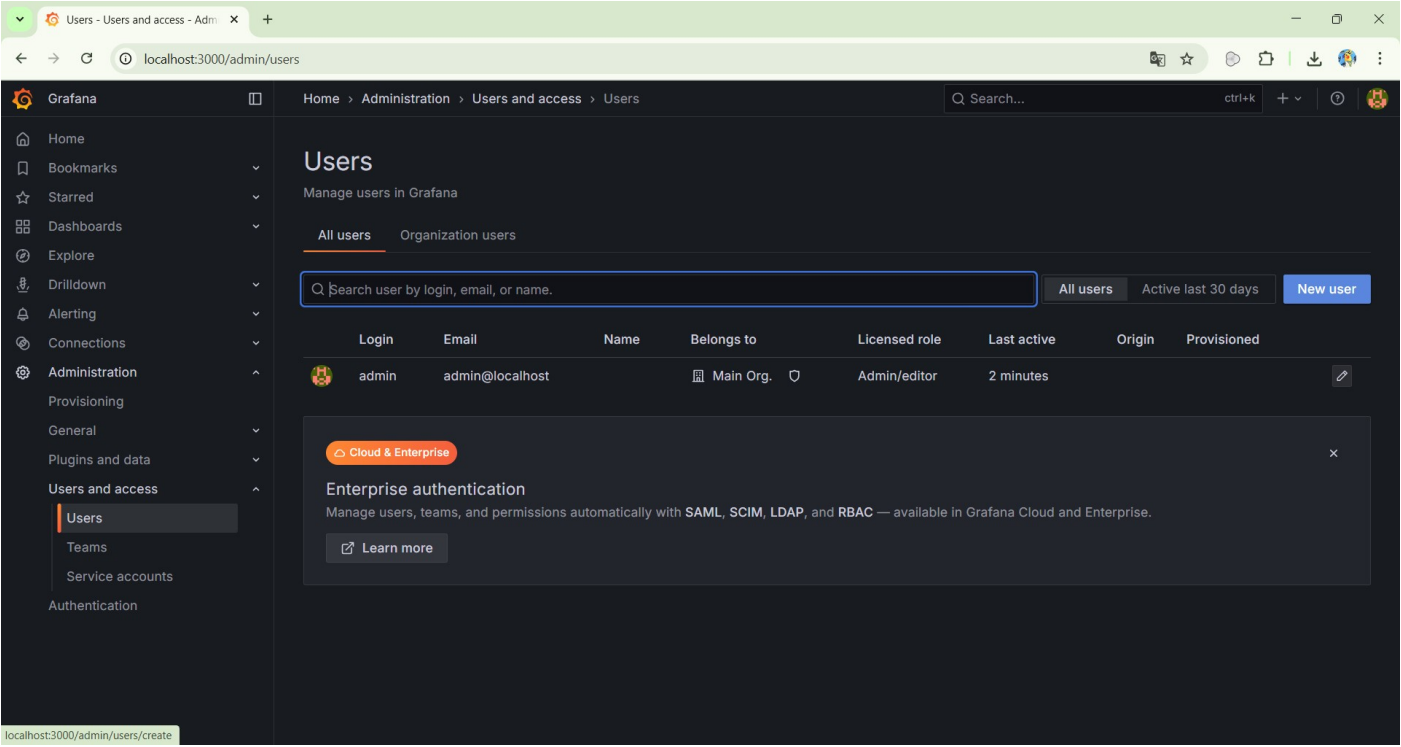 Users - Users and access - Adm
localhost:3000/admin/users
Grafana
Home › Administration › Users and access › Users
Search...
ctrl+k
Home
Bookmarks
Starred
Dashboards
Explore
Drilldown
Alerting
Connections
Administration
Provisioning
General
Plugins and data
Users and access
Users
Teams
Service accounts
Authentication
Users
Manage users in Grafana
All users Organization users
Search user by login, email, or name.
All users Active last 30 days New user
Login Email Name Belongs to Licensed role Last active Origin Provisioned
admin admin@localhost Main Org. Admin/editor 2 minutes
Cloud & Enterprise
Enterprise authentication
Manage users, teams, and permissions automatically with SAML, SCIM, LDAP, and RBAC — available in Grafana Cloud and Enterprise.
Learn more
localhost:3000/admin/users/create